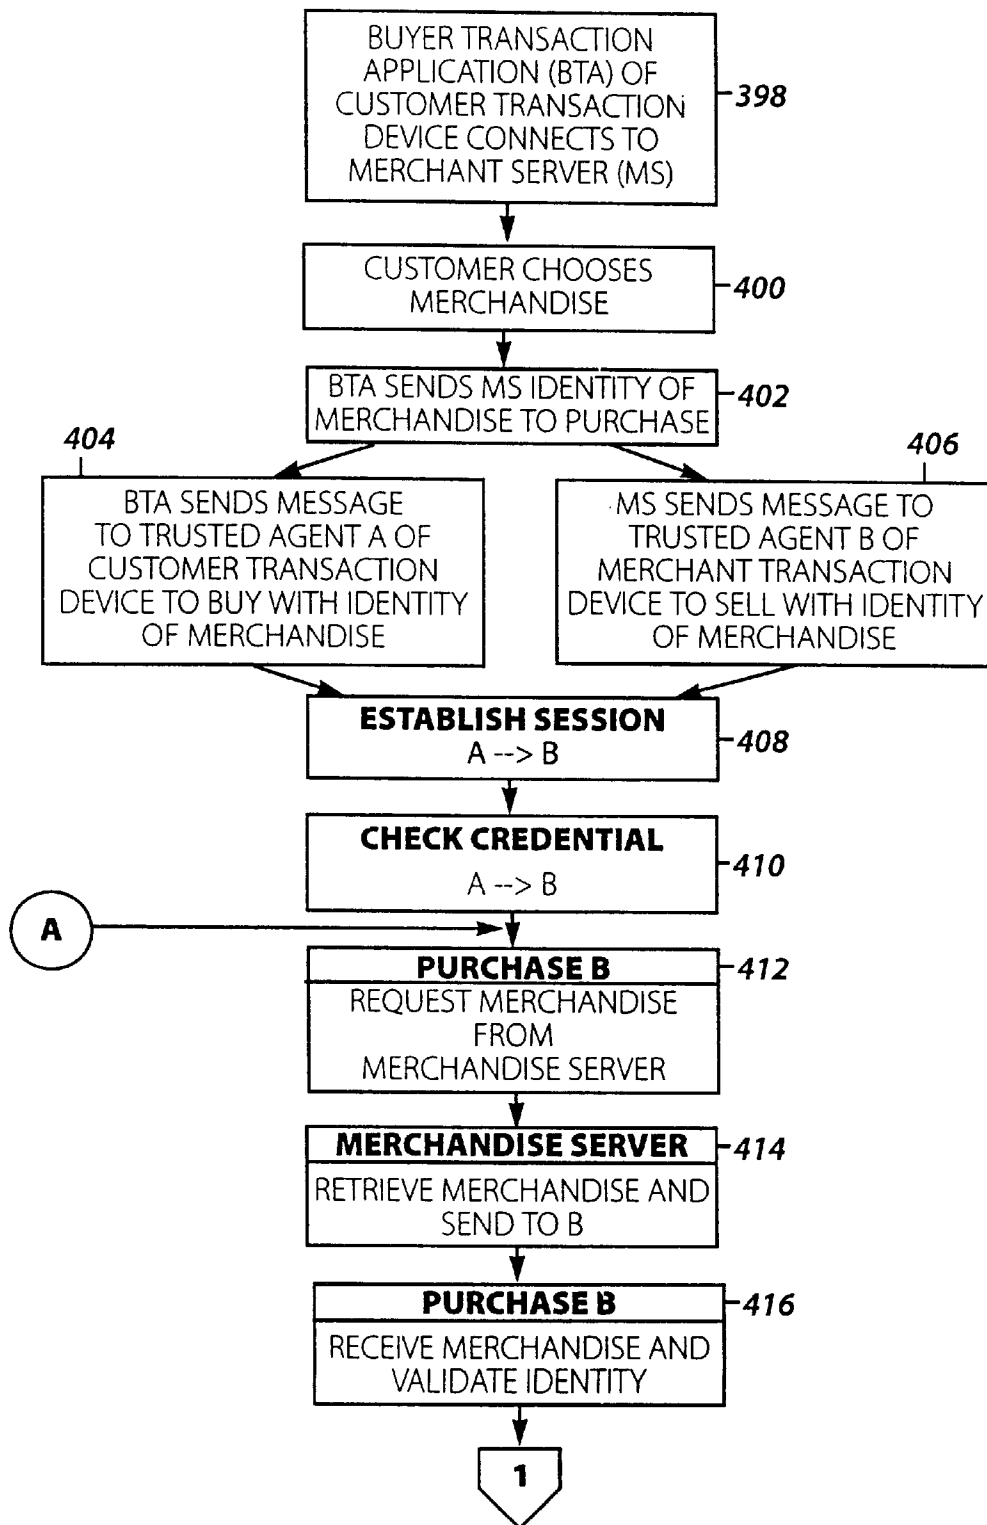 BUYER TRANSACTION
APPLICATION (BTA) OF
CUSTOMER TRANSACTION
DEVICE CONNECTS TO
MERCHANT SERVER (MS)
398
CUSTOMER CHOOSES
MERCHANDISE
400
BTA SENDS MS IDENTITY OF
MERCHANDISE TO PURCHASE
402
404
BTA SENDS MESSAGE
TO TRUSTED AGENT A OF
CUSTOMER TRANSACTION
DEVICE TO BUY WITH IDENTITY
OF MERCHANDISE
406
MS SENDS MESSAGE TO
TRUSTED AGENT B OF
MERCHANT TRANSACTION
DEVICE TO SELL WITH IDENTITY
OF MERCHANDISE
ESTABLISH SESSION
A --> B
408
CHECK CREDENTIAL
A --> B
410
A
PURCHASE B
412
REQUEST MERCHANDISE
FROM
MERCHANDISE SERVER
MERCHANDISE SERVER
414
RETRIEVE MERCHANDISE AND
SEND TO B
PURCHASE B
416
RECEIVE MERCHANDISE AND
VALIDATE IDENTITY
1